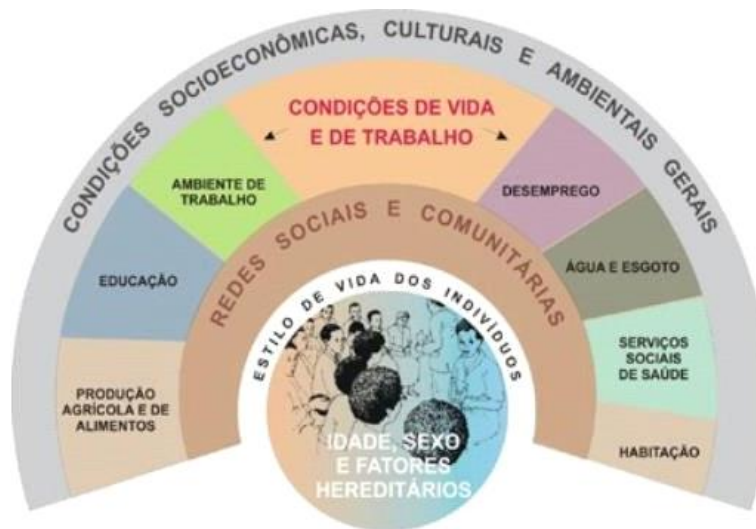 CONDIÇÕES SOCIOECONÔMICAS, CULTURAIS E AMBIENTAIS GERAIS
CONDIÇÕES DE VIDA
E DE TRABALHO
AMBIENTE DE
TRABALHO
DESEMPREGO
REDES SOCIAIS E COMUNITÁRIAS
EDUCAÇÃO
ÁGUA E ESGOTO
ESTILO DE VIDA DOS INDIVÍDUOS
SERVIÇOS
SOCIAIS
DE SAÚDE
PRODUÇÃO
AGRÍCOLA E DE
ALIMENTOS
HABITAÇÃO
IDADE, SEXO
E FATORES
HEREDITÁRIOS